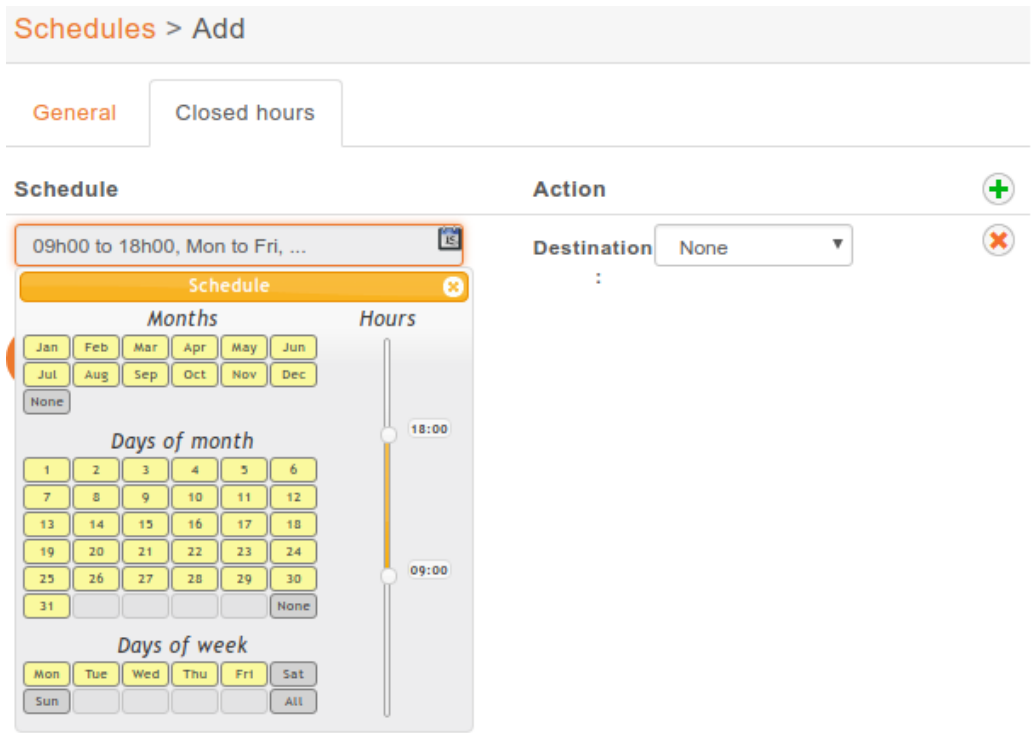 Schedules > Add
General Closed hours
Schedule Action
09h00 to 18h00, Mon to Fri, ... 15 Destination None
:
Schedule
Months Hours
Jan Feb Mar Apr May Jun
Jul Aug Sep Oct Nov Dec
None
18:00
Days of month
1 2 3 4 5 6
7 8 9 10 11 12
13 14 15 16 17 18
19 20 21 22 23 24
09:00
25 26 27 28 29 30
31 None
Days of week
Mon Tue Wed Thu Fri Sat
Sun All